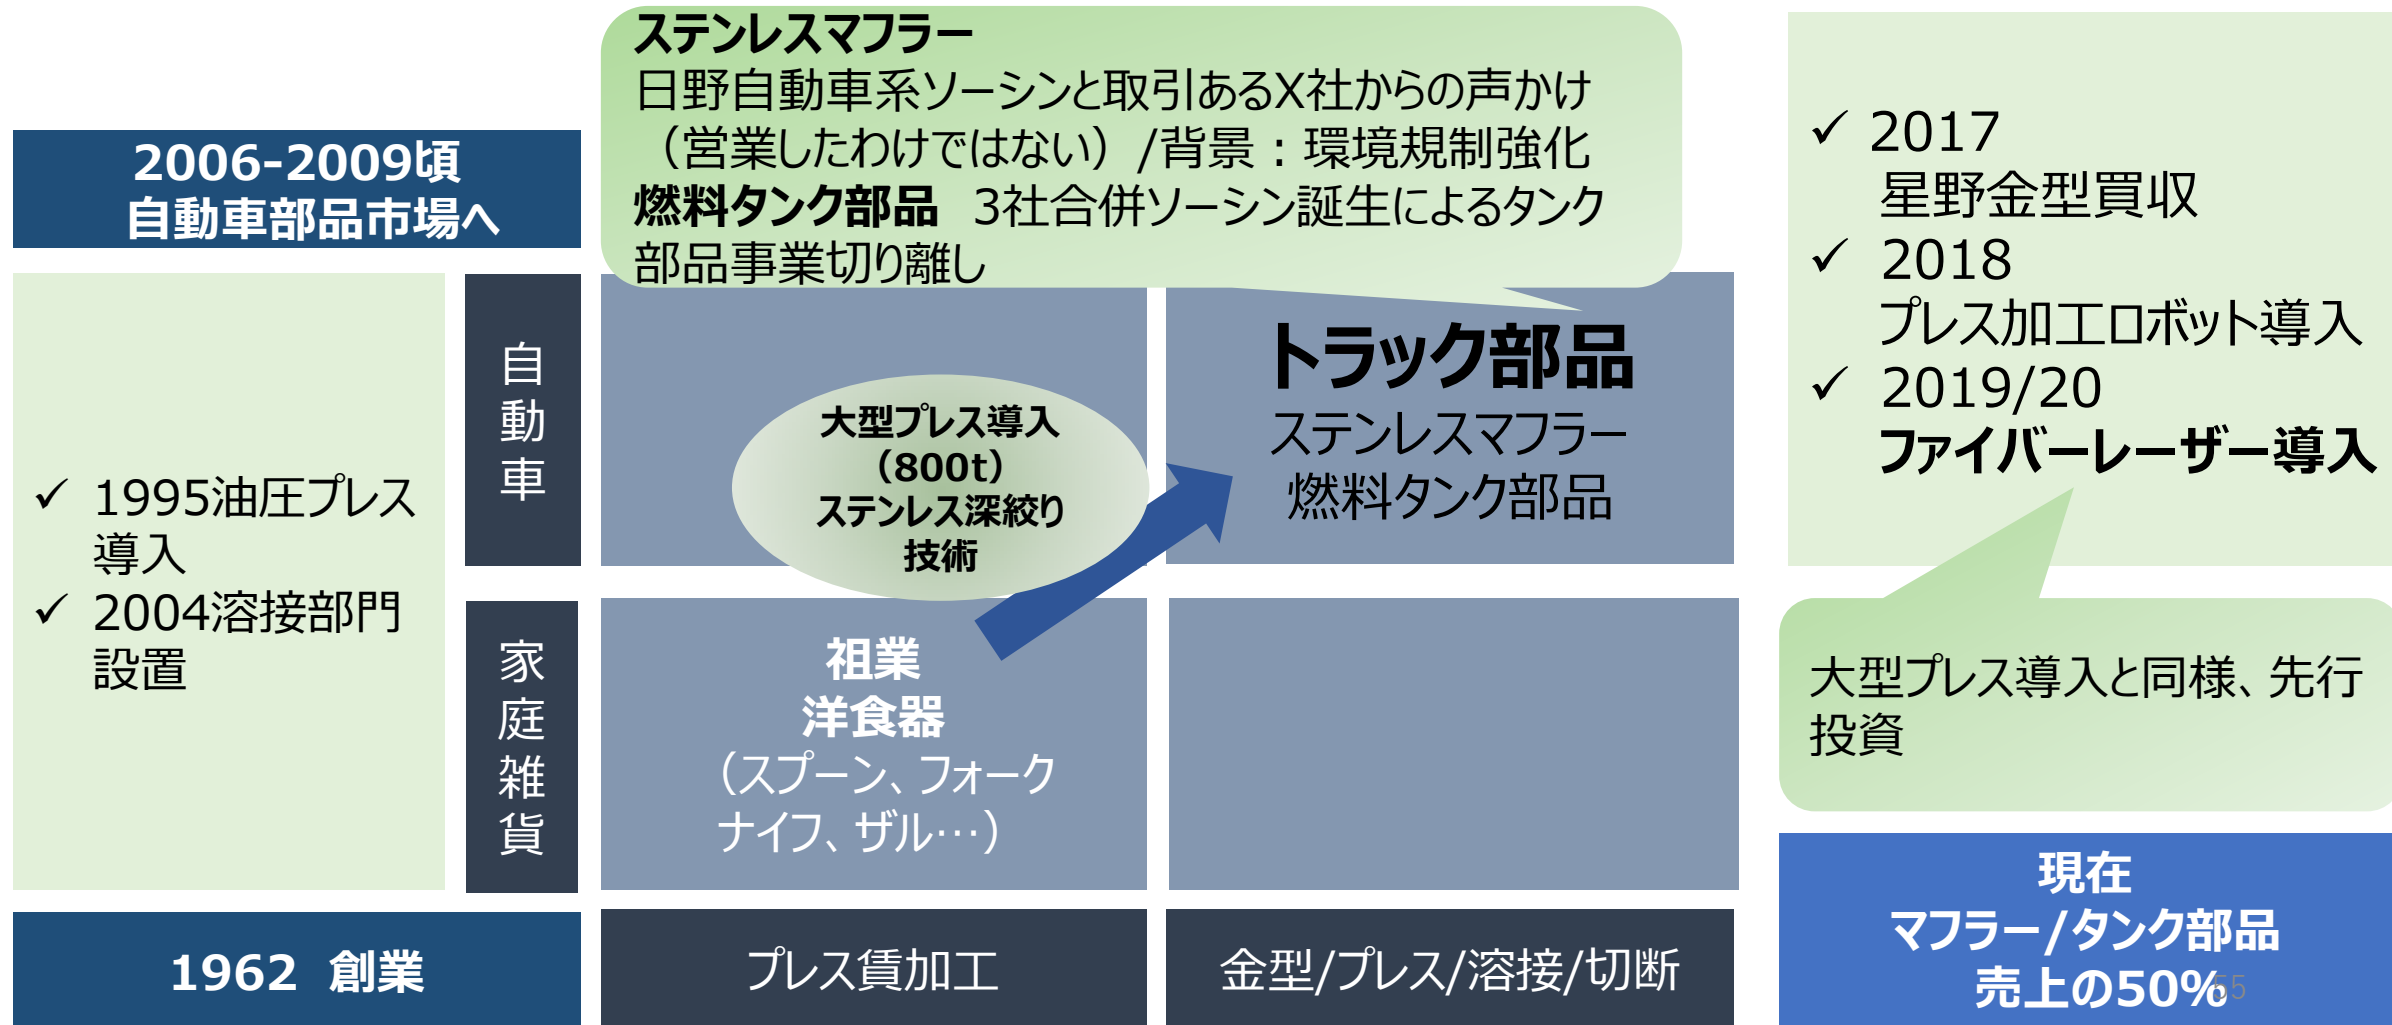 ステンレスマフラー
日野自動車系ソーシンと取引あるX社からの声かけ
（営業したわけではない）/背景：環境規制強化
燃料タンク部品　3社合併ソーシン誕生によるタンク
部品事業切り離し
2006-2009頃
自動車部品市場へ
✓ 1995油圧プレス
導入
✓ 2004溶接部門
設置
自動車
家庭雑貨
大型プレス導入
（800t）
ステンレス深絞り
技術
トラック部品
ステンレスマフラー
燃料タンク部品
祖業
洋食器
（スプーン、フォーク
ナイフ、ザル…）
1962 創業
プレス賃加工
金型/プレス/溶接/切断
✓ 2017
星野金型買収
✓ 2018
プレス加工ロボット導入
✓ 2019/20
ファイバーレーザー導入
大型プレス導入と同様、先行
投資
現在
マフラー/タンク部品
売上の50%
55